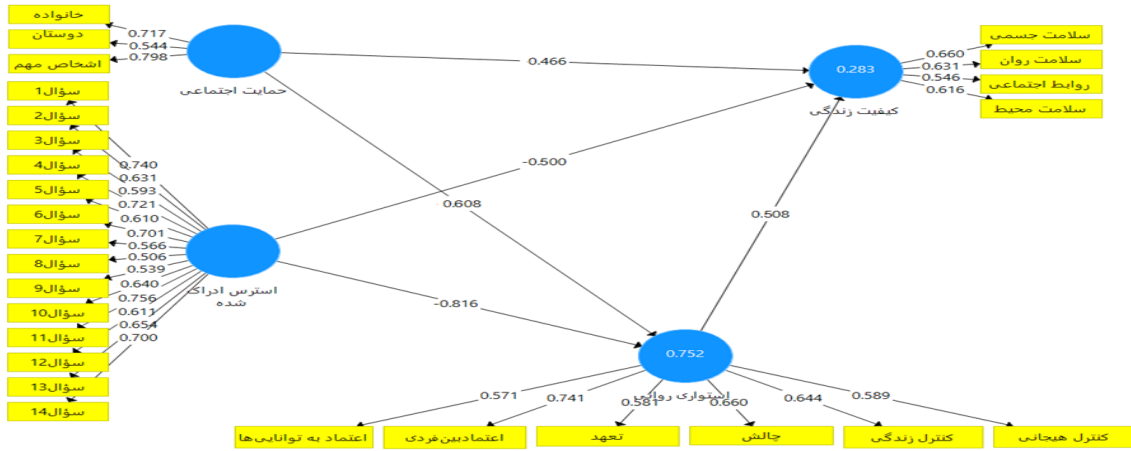 خانواده
دوستان
اشخاص مهم
0.717
0.544
0.798
حمایت اجتماعی
سؤال1
سؤال2
سؤال3
سؤال4
سؤال5
سؤال6
سؤال7
سؤال8
سؤال9
سؤال10
سؤال11
سؤال12
سؤال13
سؤال14
0.740
0.631
0.593
0.721
0.610
0.701
0.566
0.506
0.539
0.640
0.756
0.611
0.654
0.700
استرس ادراک
شده
0.466
-0.500
0.608
-0.816
0.508
0.283
کیفیت زندگی
0.660
0.631
0.546
0.616
سلامت جسمی
سلامت روان
روابط اجتماعی
سلامت محیط
0.752
استواری روانی
0.571
0.741
0.581
0.660
0.644
0.589
اعتماد به توانایی‌ها
اعتمادبین‌فردی
تعهد
چالش
کنترل زندگی
کنترل هیجانی